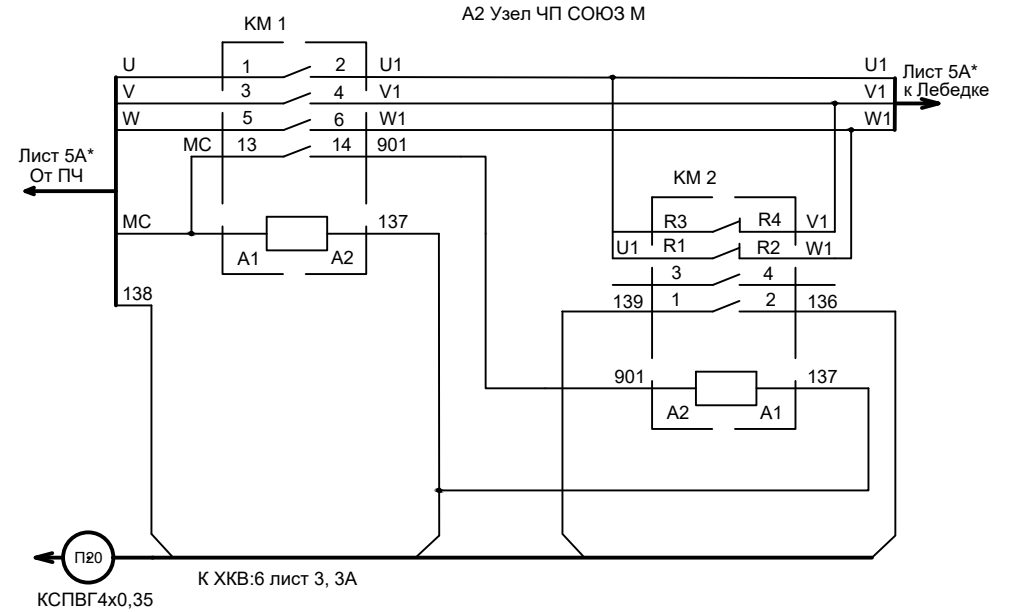 А2 Узел ЧП СОЮЗ М
КМ 1
U 1 2 U1 U1
V 3 4 V1 V1
W 5 6 W1 W1
МС 13 14 901
Лист 5А*
к Лебедке
Лист 5А*
От ПЧ
МС 137
А1 А2
138
КМ 2
R3 R4 V1
U1 R1 R2 W1
3 4
139 1 2 136
901 137
А2 А1
К ХКВ:6 лист 3, 3А
КСПВГ4х0,35